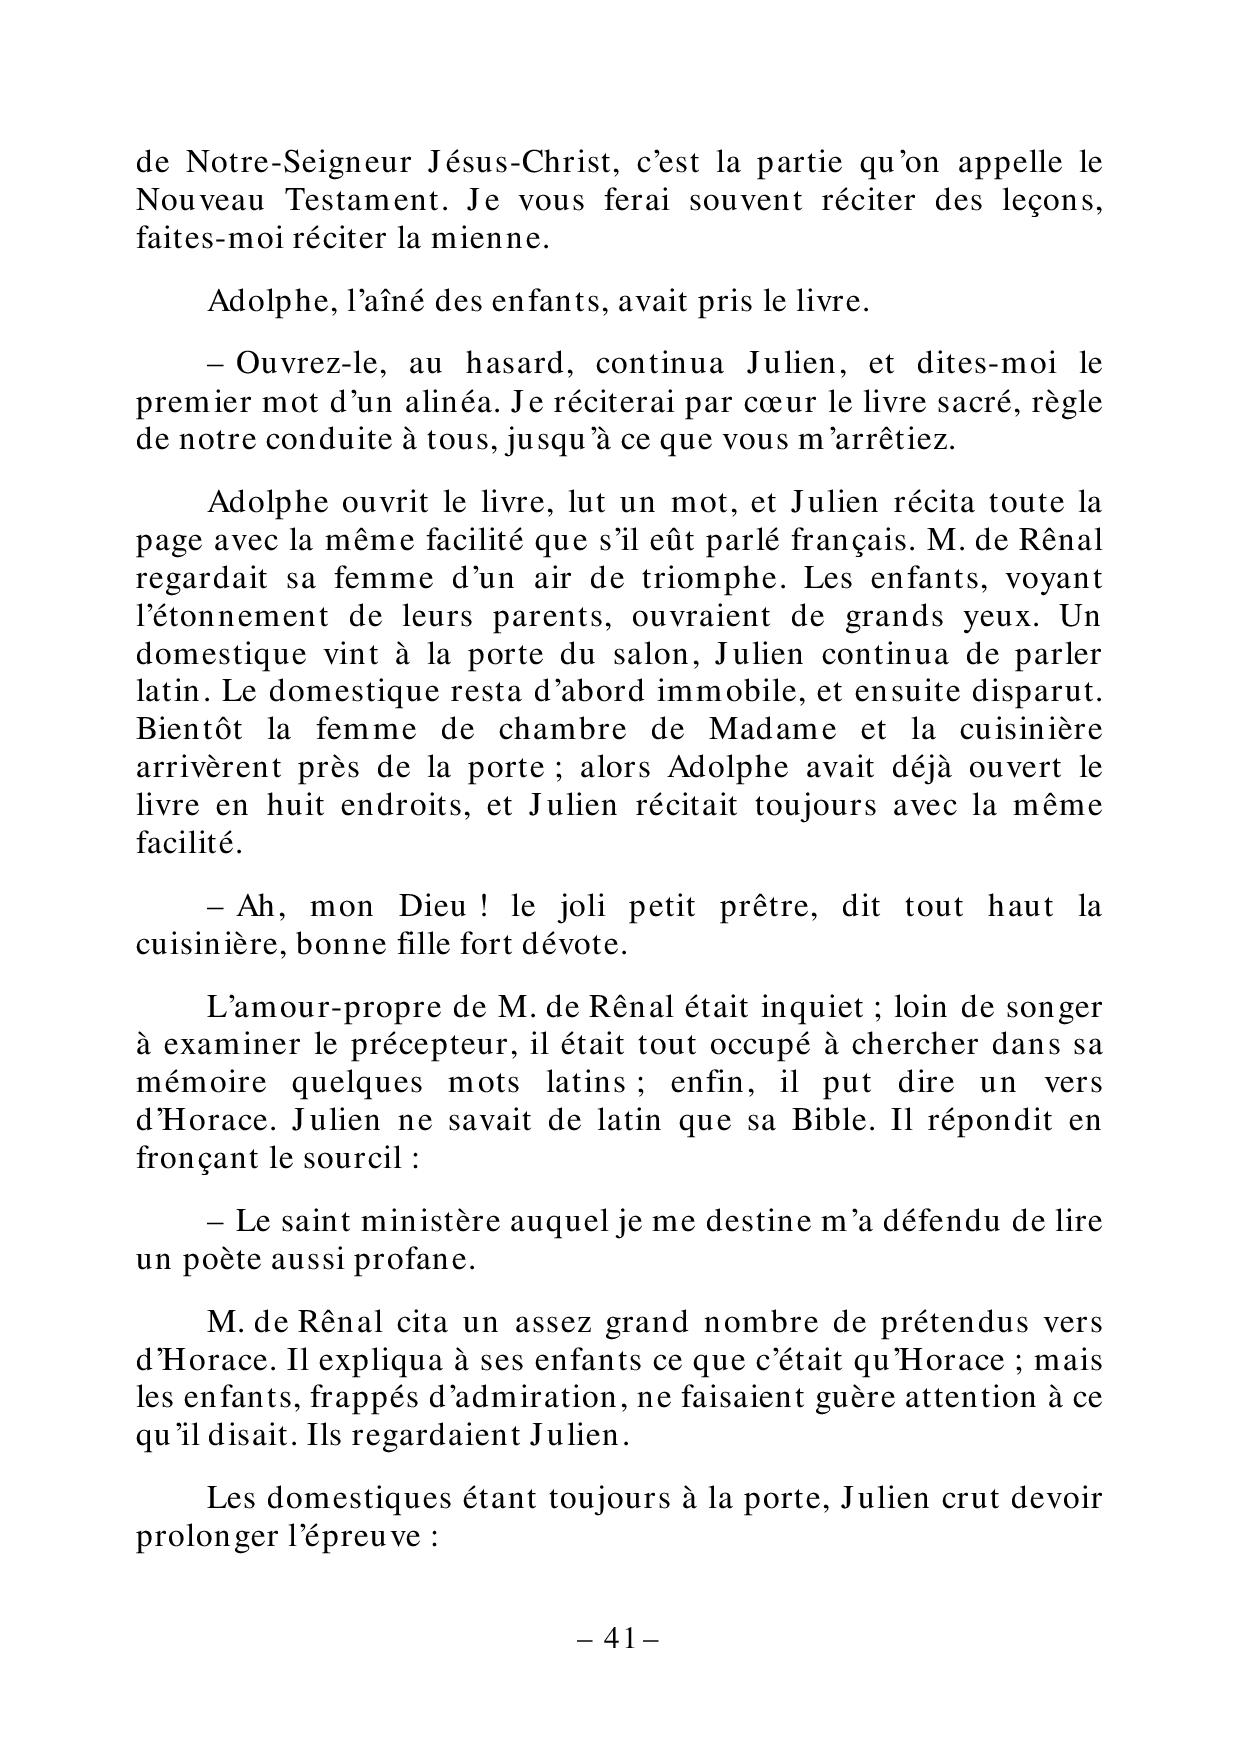 de Notre-Seigneur Jésus-Christ, c’est la partie qu’on appelle le
Nouveau Testament. Je vous ferai souvent réciter des leçons,
faites-moi réciter la mienne.
Adolphe, l’aîné des enfants, avait pris le livre.
– Ouvrez-le, au hasard, continua Julien, et dites-moi le
premier mot d’un alinéa. Je réciterai par cœur le livre sacré, règle
de notre conduite à tous, jusqu’à ce que vous m’arrêtiez.
Adolphe ouvrit le livre, lut un mot, et Julien récita toute la
page avec la même facilité que s’il eût parlé français. M. de Rênal
regardait sa femme d’un air de triomphe. Les enfants, voyant
l’étonnement de leurs parents, ouvraient de grands yeux. Un
domestique vint à la porte du salon, Julien continua de parler
latin. Le domestique resta d’abord immobile, et ensuite disparut.
Bientôt la femme de chambre de Madame et la cuisinière
arrivèrent près de la porte ; alors Adolphe avait déjà ouvert le
livre en huit endroits, et Julien récitait toujours avec la même
facilité.
– Ah, mon Dieu ! le joli petit prêtre, dit tout haut la
cuisinière, bonne fille fort dévote.
L’amour-propre de M. de Rênal était inquiet ; loin de songer
à examiner le précepteur, il était tout occupé à chercher dans sa
mémoire quelques mots latins ; enfin, il put dire un vers
d’Horace. Julien ne savait de latin que sa Bible. Il répondit en
fronçant le sourcil :
– Le saint ministère auquel je me destine m’a défendu de lire
un poète aussi profane.
M. de Rênal cita un assez grand nombre de prétendus vers
d’Horace. Il expliqua à ses enfants ce que c’était qu’Horace ; mais
les enfants, frappés d’admiration, ne faisaient guère attention à ce
qu’il disait. Ils regardaient Julien.
Les domestiques étant toujours à la porte, Julien crut devoir
prolonger l’épreuve :
– 41 –